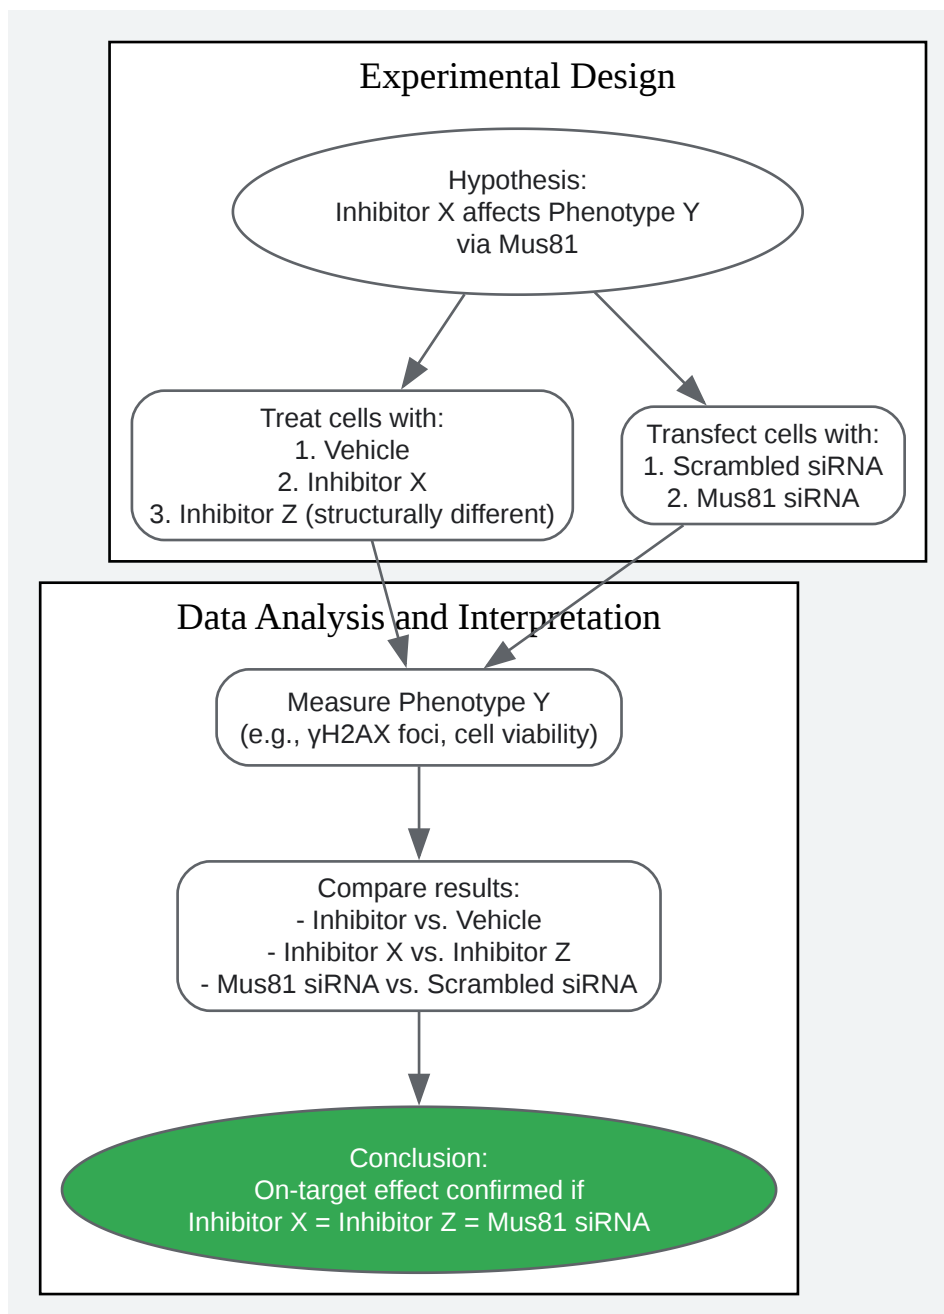 Experimental Design
Hypothesis:
Inhibitor X affects Phenotype Y
via Mus81
Treat cells with:
1. Vehicle
2. Inhibitor X
3. Inhibitor Z (structurally different)
Transfect cells with:
1. Scrambled siRNA
2. Mus81 siRNA
Data Analysis and Interpretation
Measure Phenotype Y
(e.g., γH2AX foci, cell viability)
Compare results:
- Inhibitor vs. Vehicle
- Inhibitor X vs. Inhibitor Z
- Mus81 siRNA vs. Scrambled siRNA
Conclusion:
On-target effect confirmed if
Inhibitor X = Inhibitor Z = Mus81 siRNA